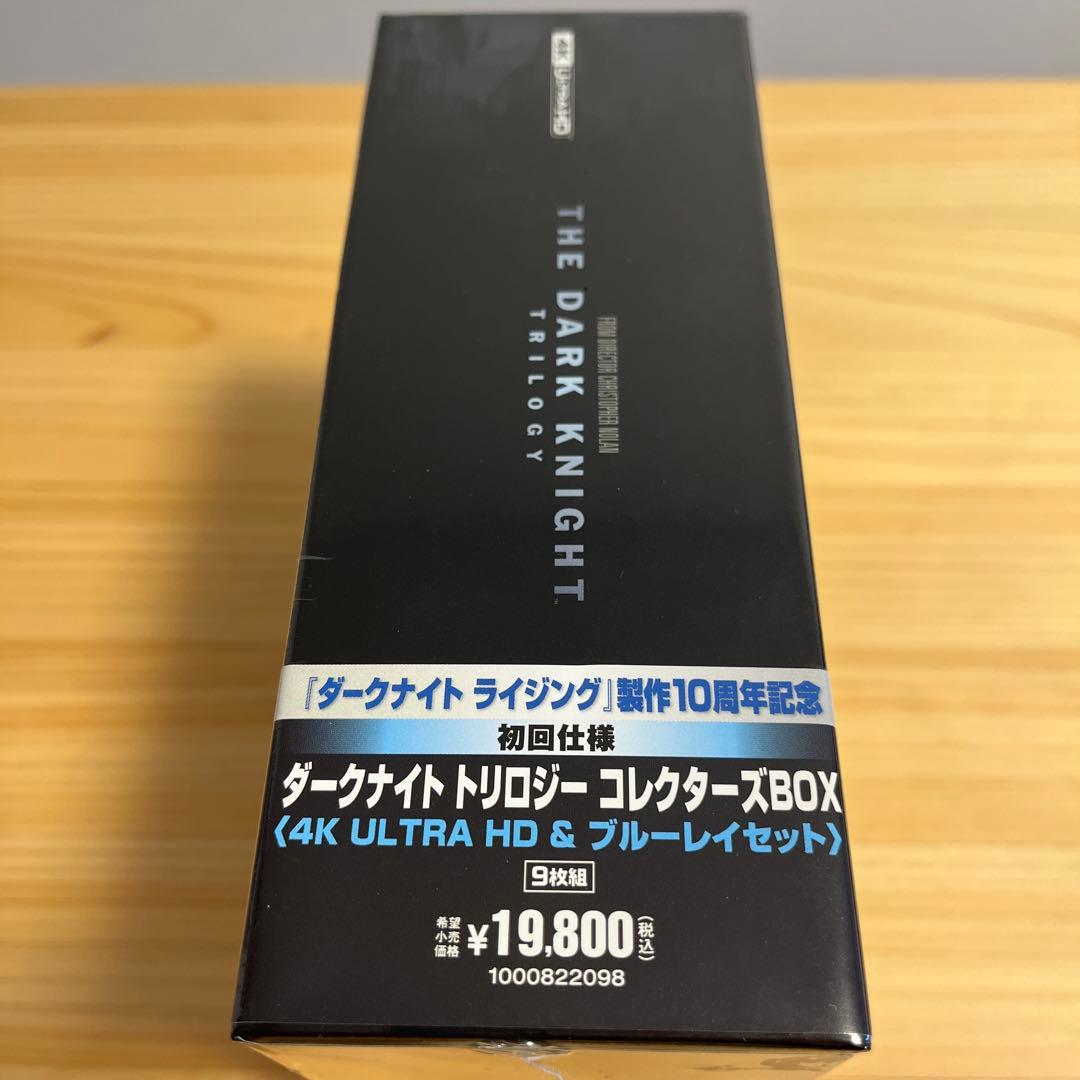 4K ULTRA HD
FROM DIRECTOR CHRISTOPHER NOLAN
THE DARK KNIGHT™
TRILOGY
『ダークナイト ライジング』製作10周年記念
初回仕様
ダークナイト トリロジー コレクターズBOX
〈4K ULTRA HD & ブルーレイセット〉
9枚組
希望小売価格 ¥19,800(税込)
1000822098